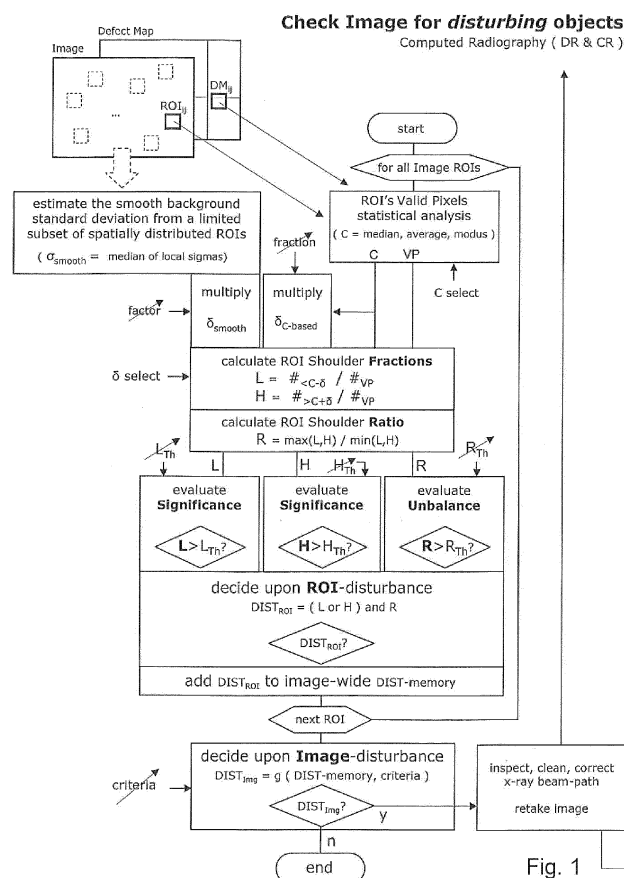 Check Image for disturbing objects
Computed Radiography ( DR & CR )
Defect Map
Image
DMij
ROIij
...
start
for all Image ROIs
estimate the smooth background
standard deviation from a limited
subset of spatially distributed ROIs
( σsmooth = median of local sigmas)
ROI's Valid Pixels
statistical analysis
( C = median, average, modus )
C VP
fraction
C select
factor
multiply
δsmooth
multiply
δC-based
δ select
calculate ROI Shoulder Fractions
L = #<C-δ / #VP
H = #>C+δ / #VP
calculate ROI Shoulder Ratio
R = max(L,H) / min(L,H)
LTh
L
H
HTh
R
RTh
evaluate
Significance
L>LTh?
evaluate
Significance
H>HTh?
evaluate
Unbalance
R>RTh?
decide upon ROI-disturbance
DISTROI = ( L or H ) and R
DISTROI?
add DISTROI to image-wide DIST-memory
next ROI
decide upon Image-disturbance
DISTImg = g ( DIST-memory, criteria )
criteria
DISTImg?
y
n
inspect, clean, correct
x-ray beam-path
retake image
end
Fig. 1